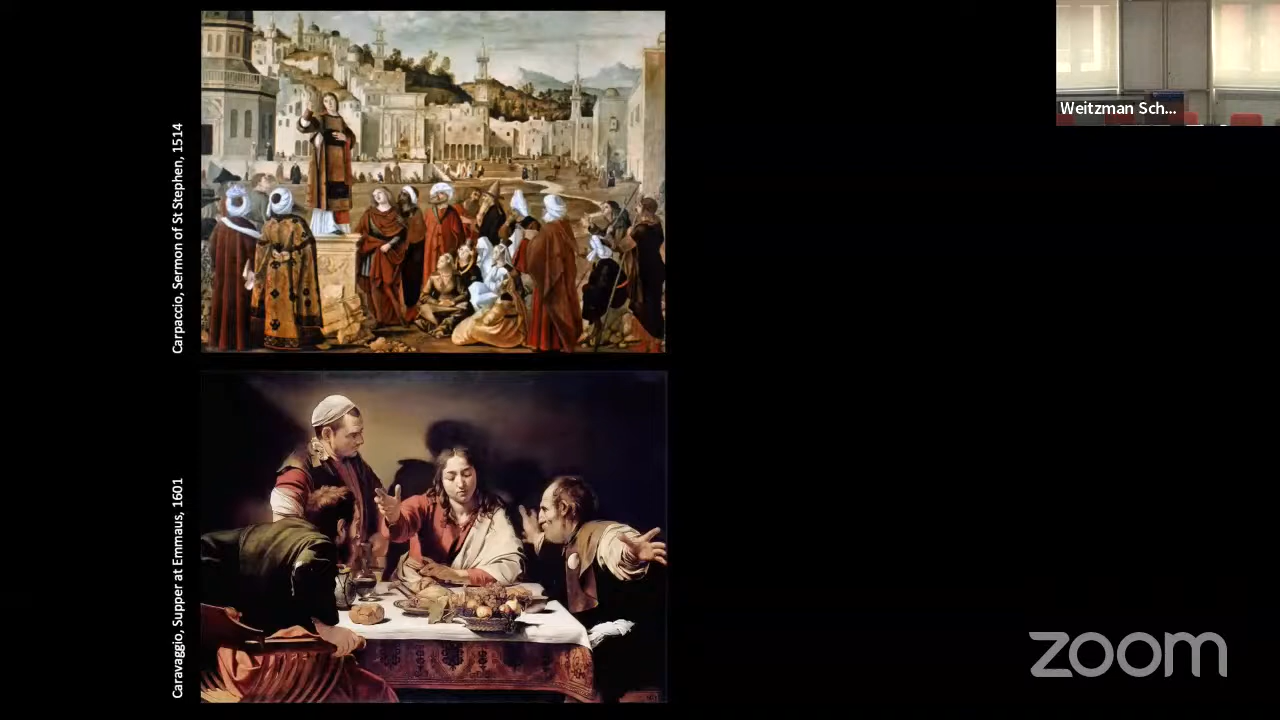 Carpaccio, Sermon of St Stephen, 1514
Weitzman Sch...
Caravaggio, Supper at Emmaus, 1601
zoom